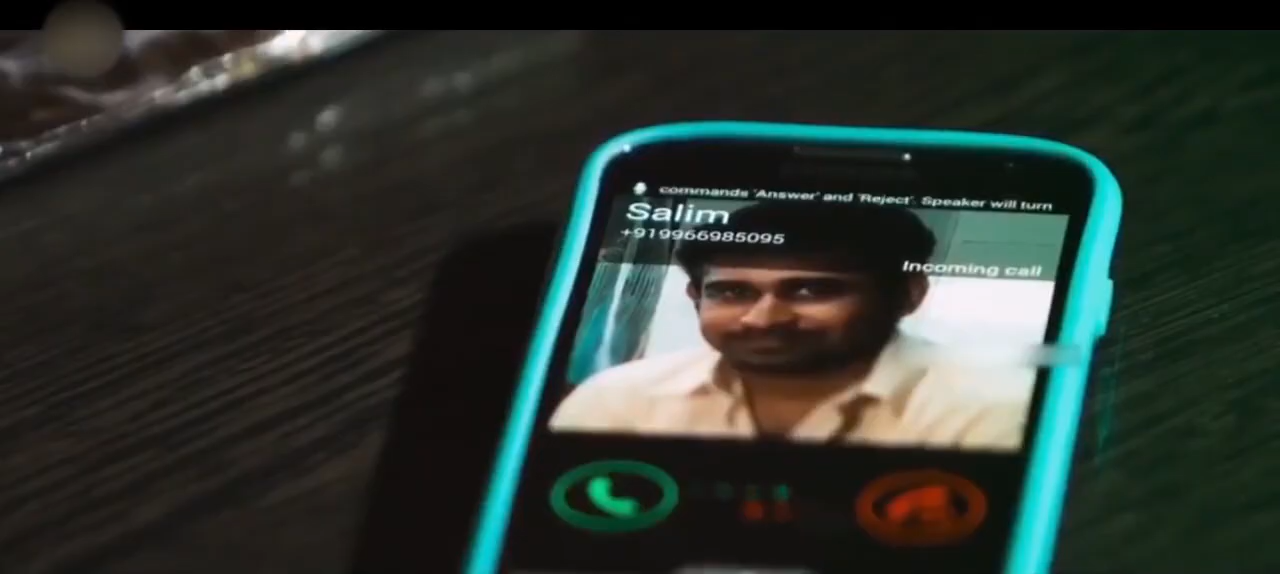 commands 'Answer' and 'Reject'. Speaker will turn
Salim
+919966985095
Incoming call